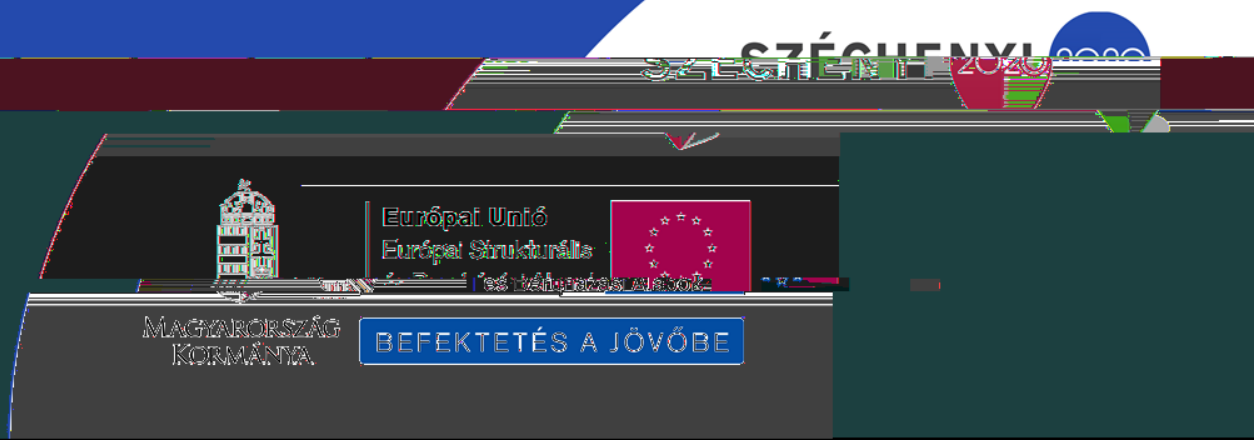 SZÉCHENYI 2020
Európai Unió
Európai Strukturális
és Beruházási Alapok
MAGYARORSZÁG
KORMÁNYA
BEFEKTETÉS A JÖVŐBE